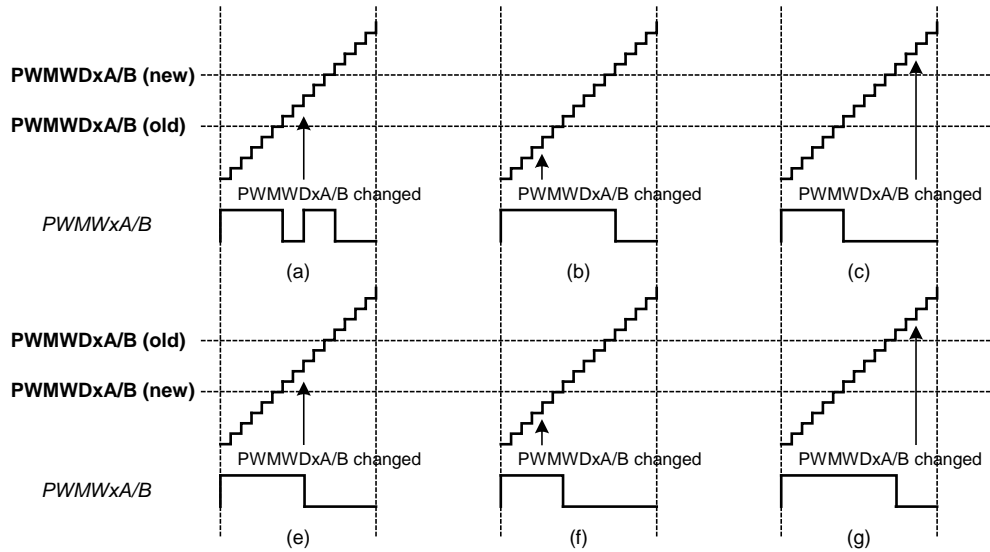 PWMWDxA/B (new)
PWMWDxA/B (old)
PWMWDxA/B changed
PWMWDxA/B changed
PWMWDxA/B changed
PWMWxA/B
(a)
(b)
(c)
PWMWDxA/B (old)
PWMWDxA/B (new)
PWMWDxA/B changed
PWMWDxA/B changed
PWMWDxA/B changed
PWMWxA/B
(e)
(f)
(g)